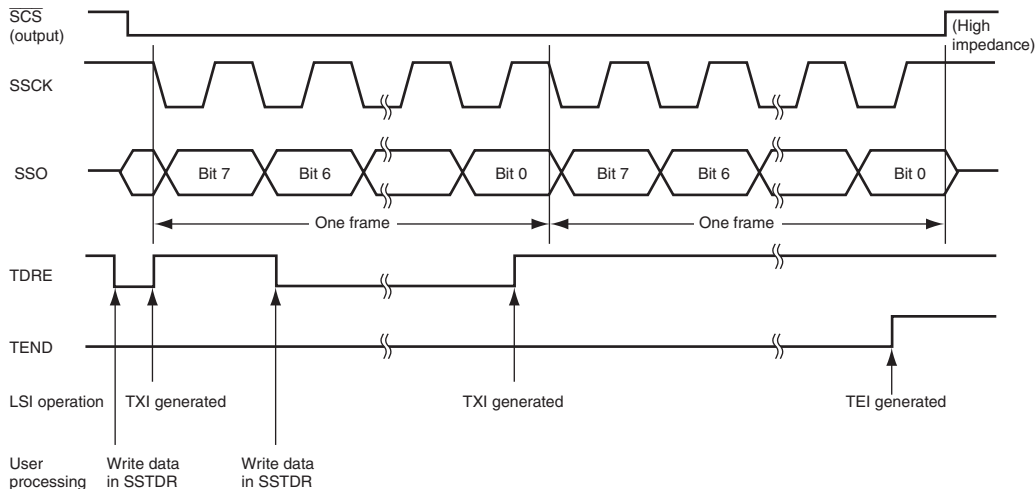 SCS
(output)
(High
impedance)
SSCK
SSO
Bit 7
Bit 6
Bit 0
Bit 7
Bit 6
Bit 0
One frame
One frame
TDRE
TEND
LSI operation
TXI generated
TXI generated
TEI generated
User
processing
Write data
in SSTDR
Write data
in SSTDR